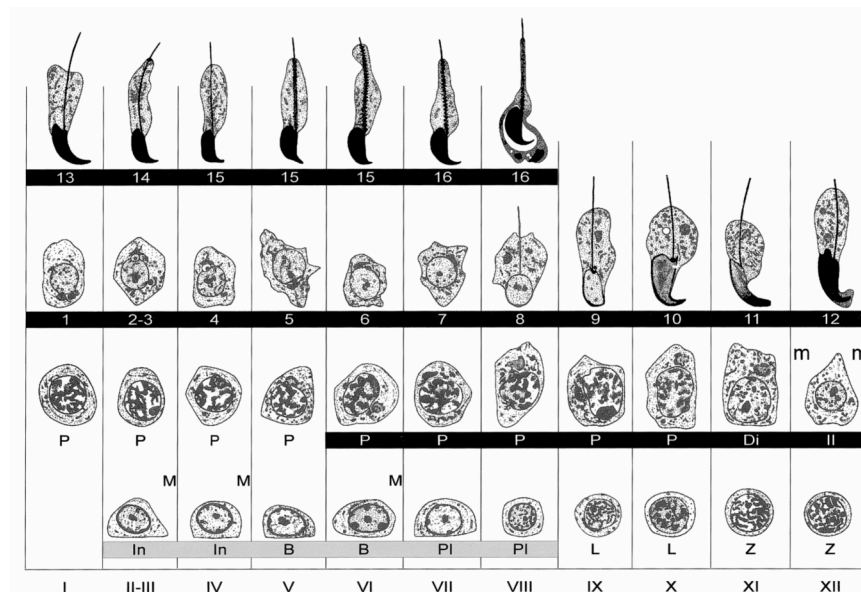 13 14 15 15 15 16 16
1 2-3 4 5 6 7 8 9 10 11 12
m m
P P P P P P P P P Di II
M M M
In In B B Pl Pl L L Z Z
I II-III IV V VI VII VIII IX X XI XII